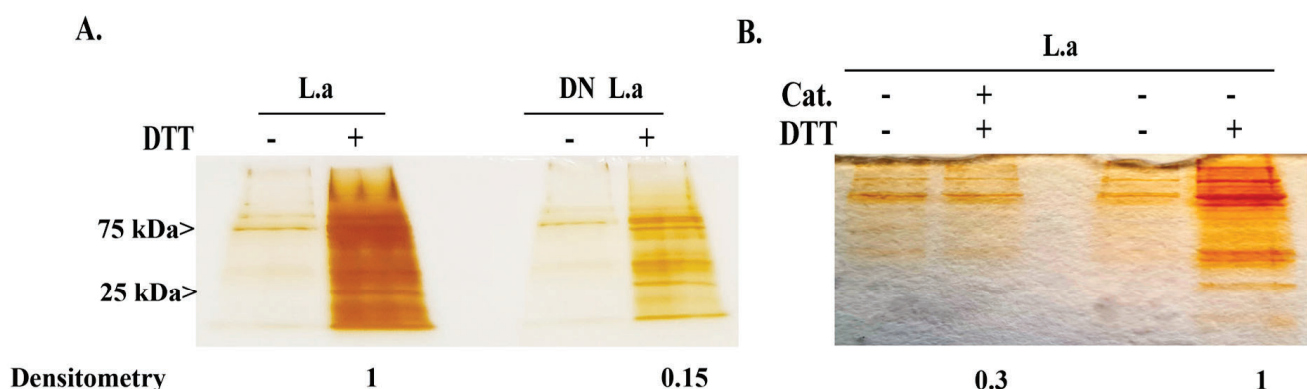 A.
L.a DN L.a
DTT - + - +
75 kDa>
25 kDa>
Densitometry 1 0.15
B.
L.a
Cat. - + - -
DTT - + - +
0.3 1